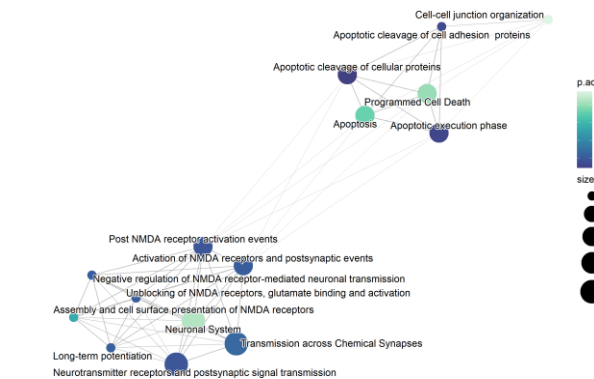 Cell-cell junction organization
Apoptotic cleavage of cell adhesion proteins
Apoptotic cleavage of cellular proteins
p.ad
Programmed Cell Death
Apoptosis
Apoptotic execution phase
size
Post NMDA receptor activation events
Activation of NMDA receptors and postsynaptic events
Negative regulation of NMDA receptor-mediated neuronal transmission
Unblocking of NMDA receptors, glutamate binding and activation
Assembly and cell surface presentation of NMDA receptors
Neuronal System
Transmission across Chemical Synapses
Long-term potentiation
Neurotransmitter receptors and postsynaptic signal transmission